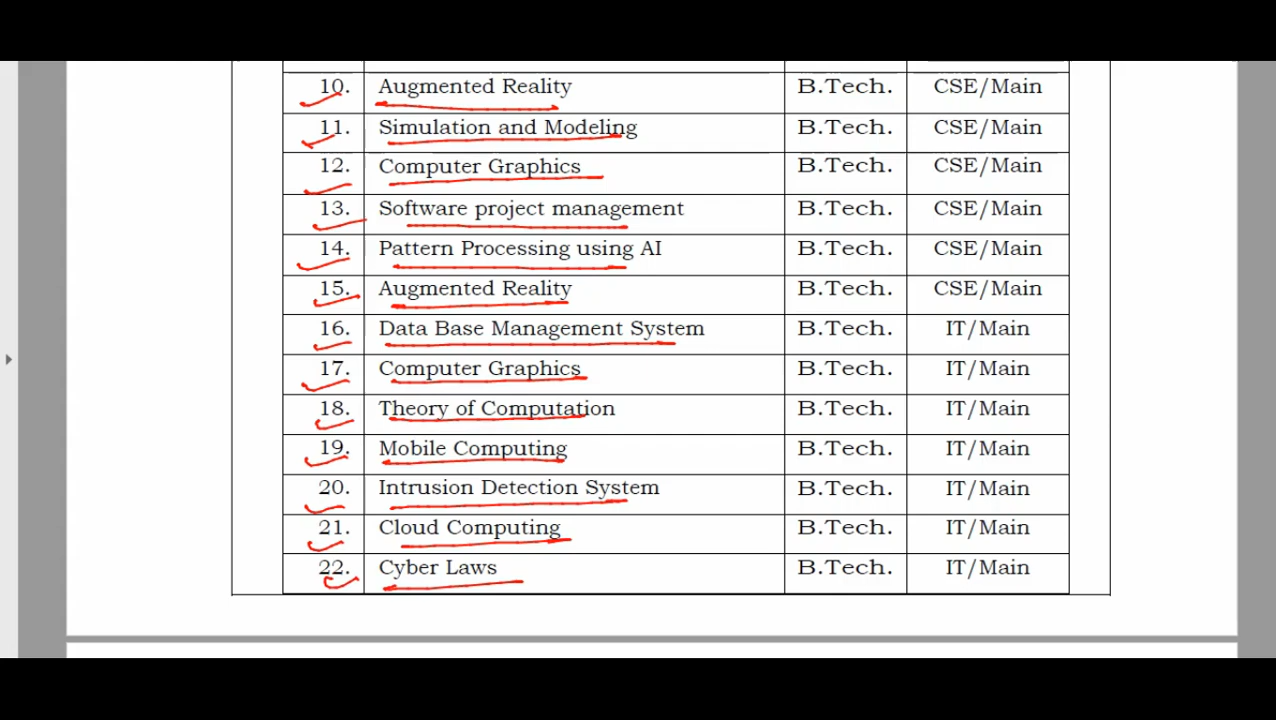 10. Augmented Reality B.Tech. CSE/Main
11. Simulation and Modeling B.Tech. CSE/Main
12. Computer Graphics B.Tech. CSE/Main
13. Software project management B.Tech. CSE/Main
14. Pattern Processing using AI B.Tech. CSE/Main
15. Augmented Reality B.Tech. CSE/Main
16. Data Base Management System B.Tech. IT/Main
17. Computer Graphics B.Tech. IT/Main
18. Theory of Computation B.Tech. IT/Main
19. Mobile Computing B.Tech. IT/Main
20. Intrusion Detection System B.Tech. IT/Main
21. Cloud Computing B.Tech. IT/Main
22. Cyber Laws B.Tech. IT/Main